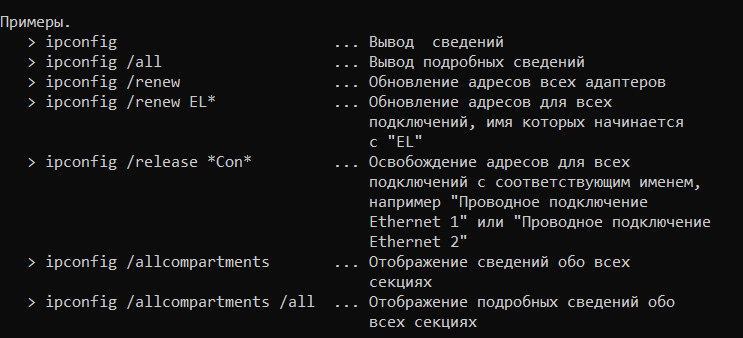 Примеры.
> ipconfig ... Вывод  сведений
> ipconfig /all ... Вывод подробных сведений
> ipconfig /renew ... Обновление адресов всех адаптеров
> ipconfig /renew EL* ... Обновление адресов для всех
подключений, имя которых начинается
с "EL"
> ipconfig /release *Con* ... Освобождение адресов для всех
подключений с соответствующим именем,
например "Проводное подключение
Ethernet 1" или "Проводное подключение
Ethernet 2"
> ipconfig /allcompartments ... Отображение сведений обо всех
секциях
> ipconfig /allcompartments /all ... Отображение подробных сведений обо
всех секциях